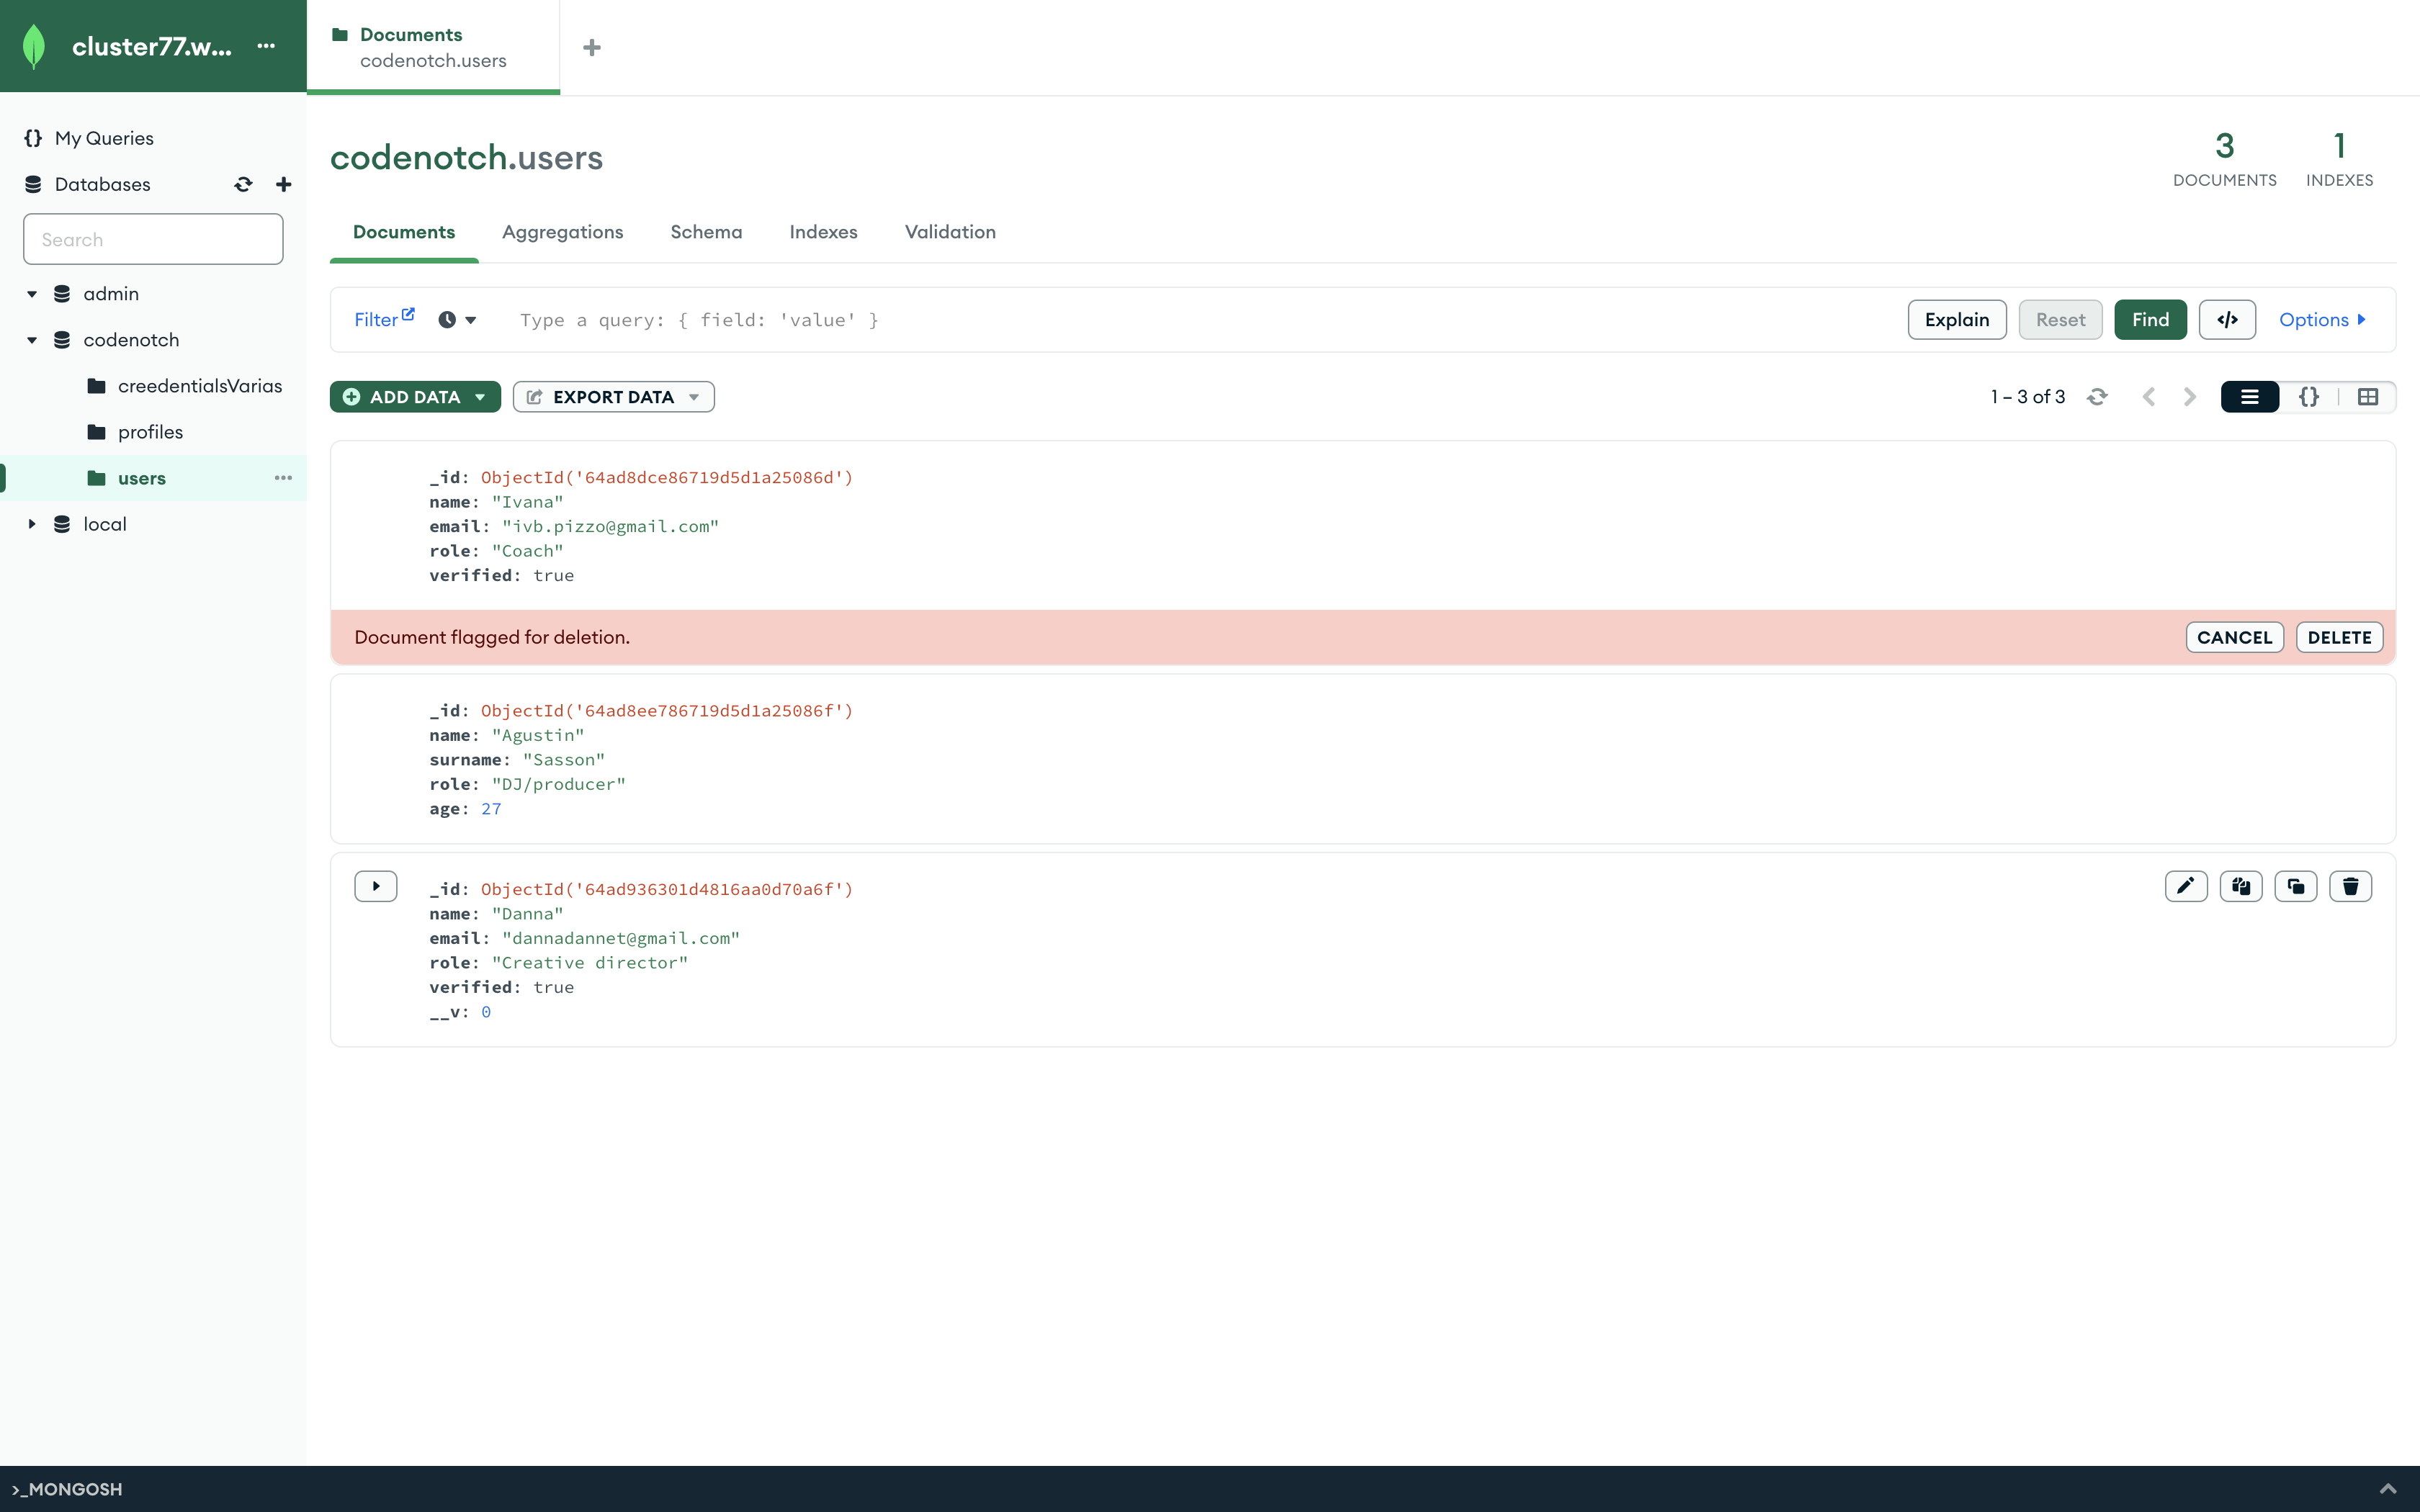 cluster77.w...
Documents
codenotch.users
My Queries
Databases
Search
admin
codenotch
creedentialsVarias
profiles
users
local
codenotch.users
3
DOCUMENTS
1
INDEXES
Documents
Aggregations
Schema
Indexes
Validation
Filter
Type a query: { field: 'value' }
Explain
Reset
Find
</>
Options
ADD DATA
EXPORT DATA
1 – 3 of 3
{}
_id: ObjectId('64ad8dce86719d5d1a25086d')
name: "Ivana"
email: "ivb.pizzo@gmail.com"
role: "Coach"
verified: true
Document flagged for deletion.
CANCEL
DELETE
_id: ObjectId('64ad8ee786719d5d1a25086f')
name: "Agustin"
surname: "Sasson"
role: "DJ/producer"
age: 27
_id: ObjectId('64ad936301d4816aa0d70a6f')
name: "Danna"
email: "dannadannet@gmail.com"
role: "Creative director"
verified: true
__v: 0
>_MONGOSH